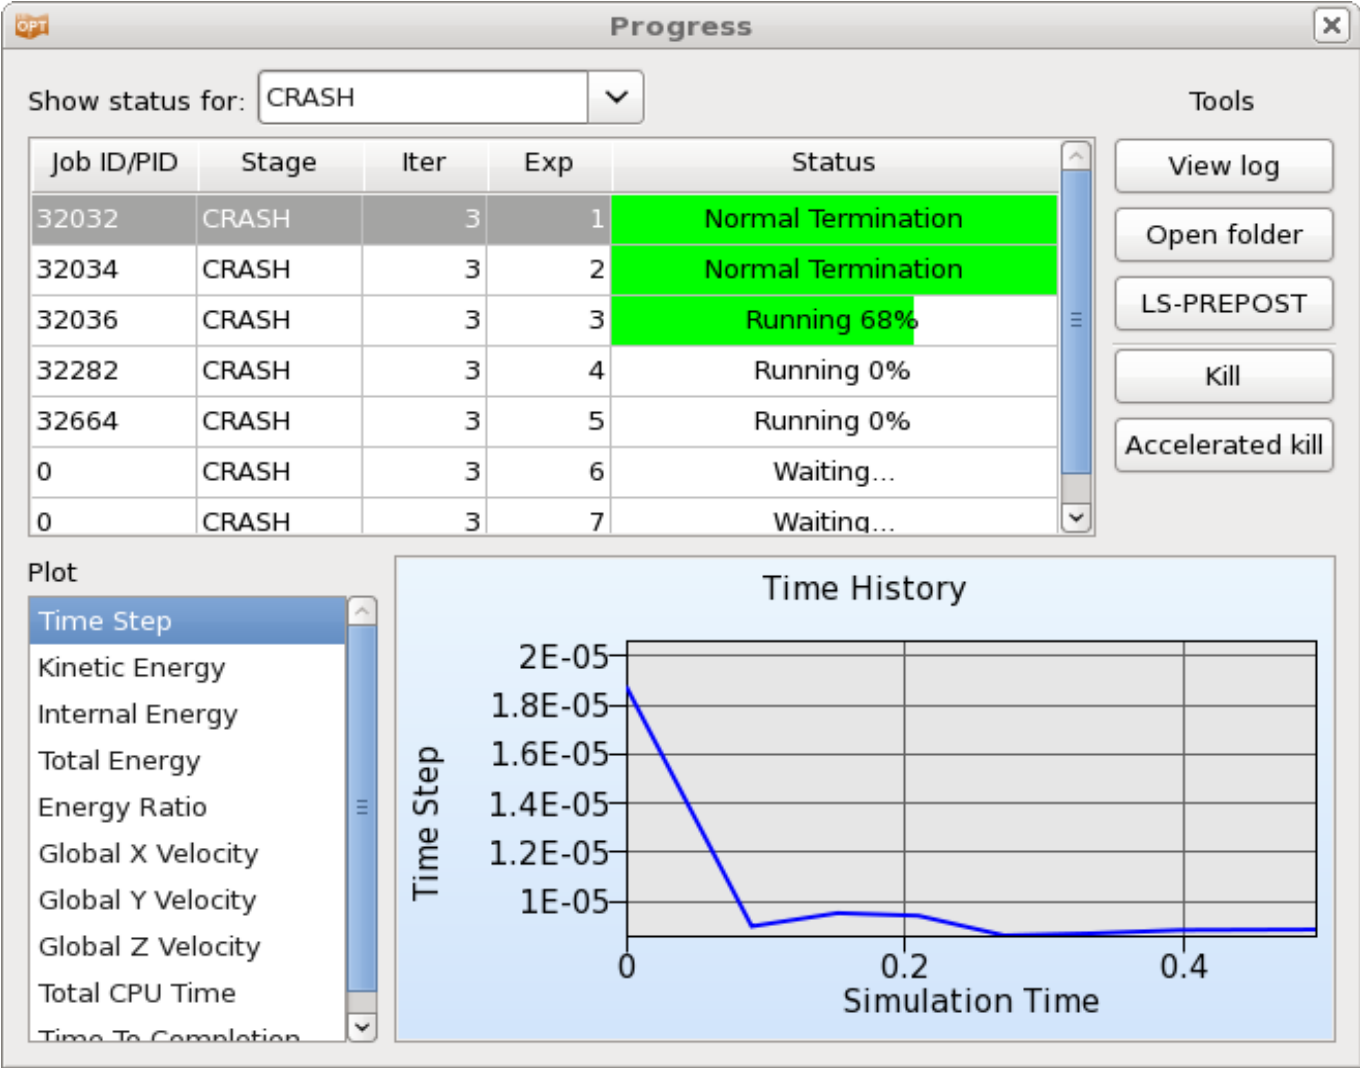 OPT
Progress
Show status for: CRASH
Tools
Job ID/PID Stage Iter Exp Status
32032 CRASH 3 1 Normal Termination
32034 CRASH 3 2 Normal Termination
32036 CRASH 3 3 Running 68%
32282 CRASH 3 4 Running 0%
32664 CRASH 3 5 Running 0%
0 CRASH 3 6 Waiting...
0 CRASH 3 7 Waiting...
View log
Open folder
LS-PREPOST
Kill
Accelerated kill
Plot
Time Step
Kinetic Energy
Internal Energy
Total Energy
Energy Ratio
Global X Velocity
Global Y Velocity
Global Z Velocity
Total CPU Time
Time To Completion
Time History
Time Step
2E-05
1.8E-05
1.6E-05
1.4E-05
1.2E-05
1E-05
0 0.2 0.4
Simulation Time